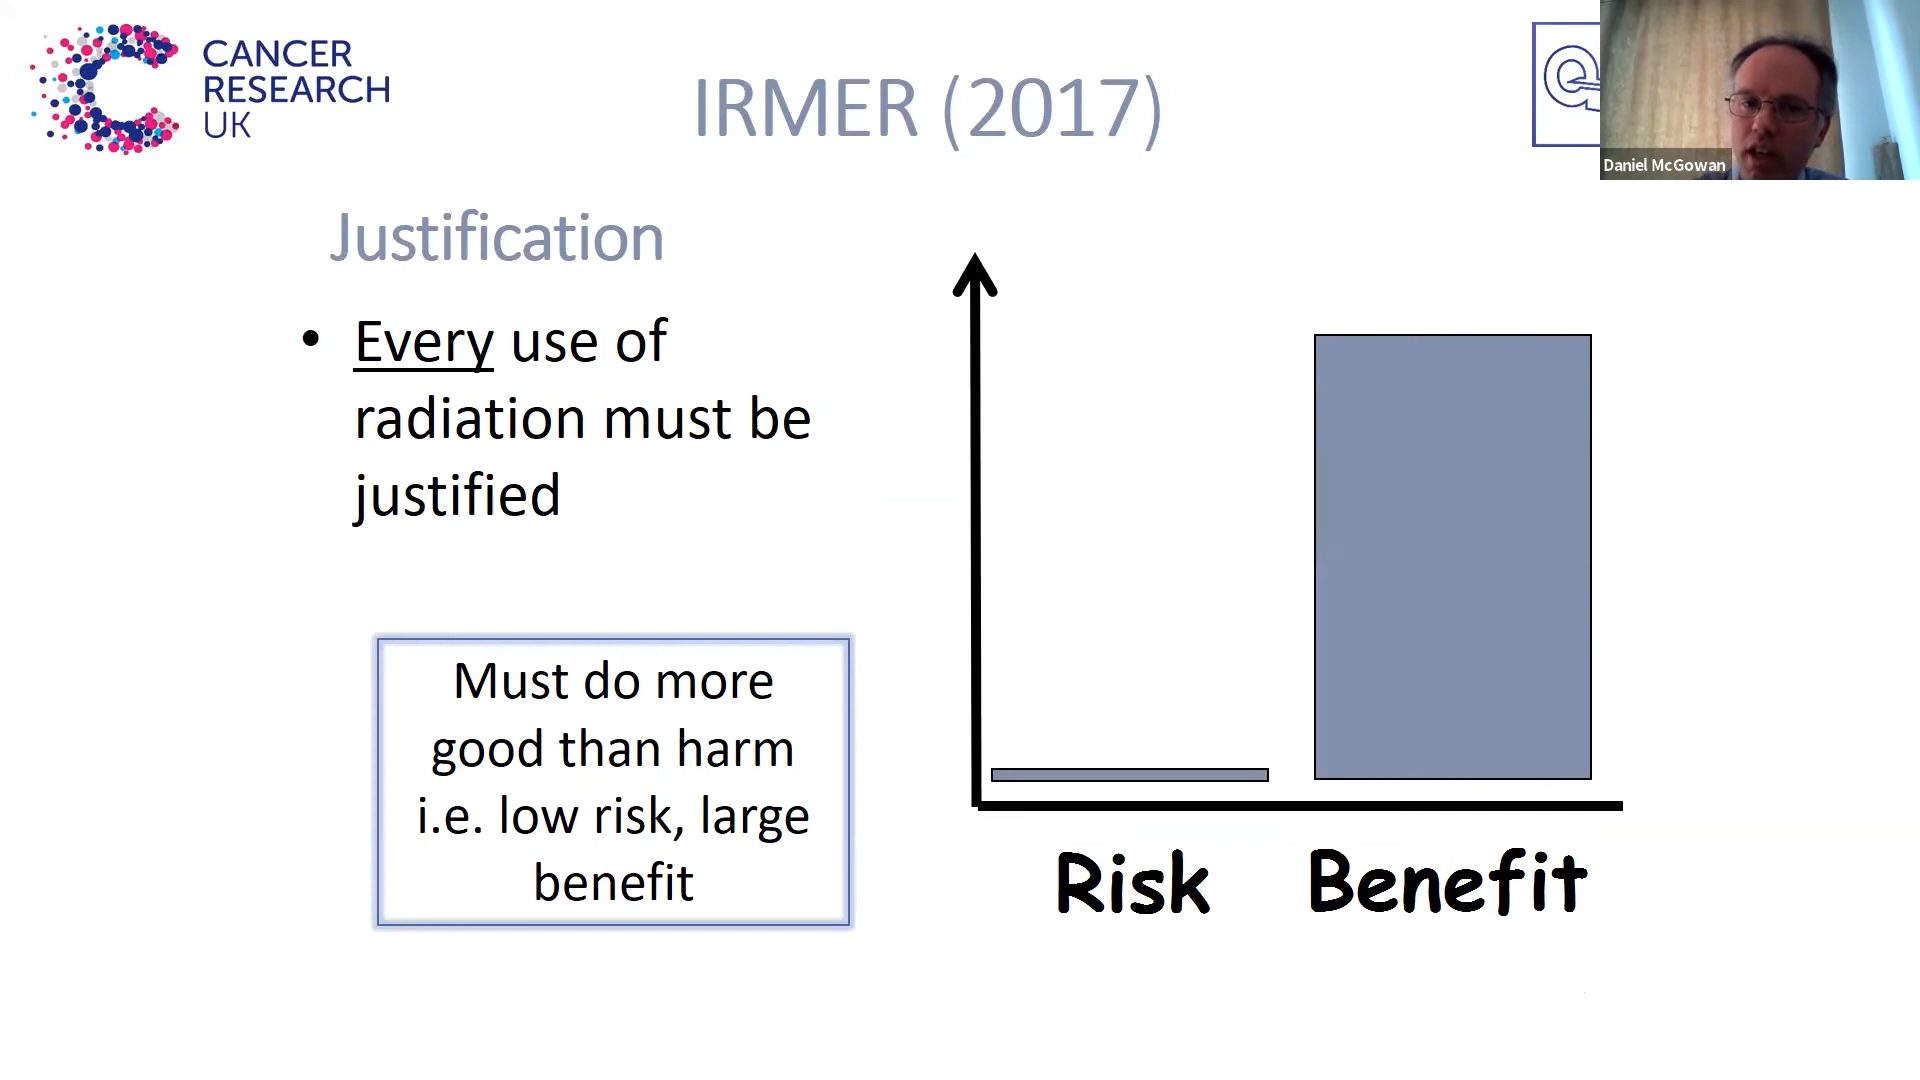 CANCER
RESEARCH
UK
IRMER (2017)
Daniel McGowan
Justification
• Every use of
radiation must be
justified
Must do more
good than harm
i.e. low risk, large
benefit
Risk Benefit